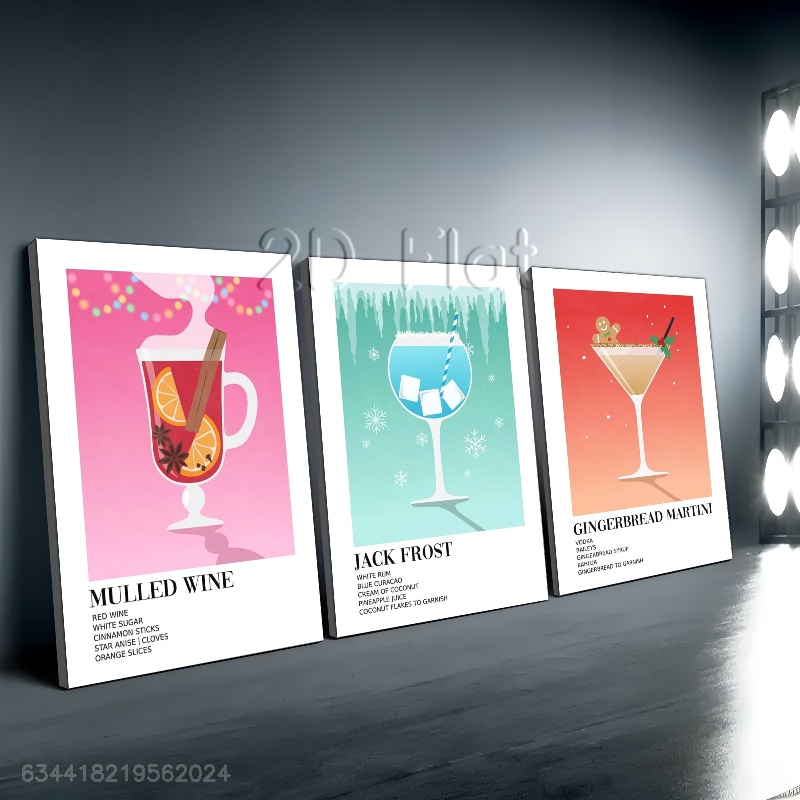 2D Flat
MULLED WINE
RED WINE
WHITE SUGAR
CINNAMON STICKS
STAR ANISE | CLOVES
ORANGE SLICES
JACK FROST
WHITE RUM
BLUE CURACAO
CREAM OF COCONUT
PINEAPPLE JUICE
COCONUT FLAKES TO GARNISH
GINGERBREAD MARTINI
VODKA
BAILEYS
GINGERBREAD SYRUP
KAHLUA
GINGERBREAD TO GARNISH
634418219562024